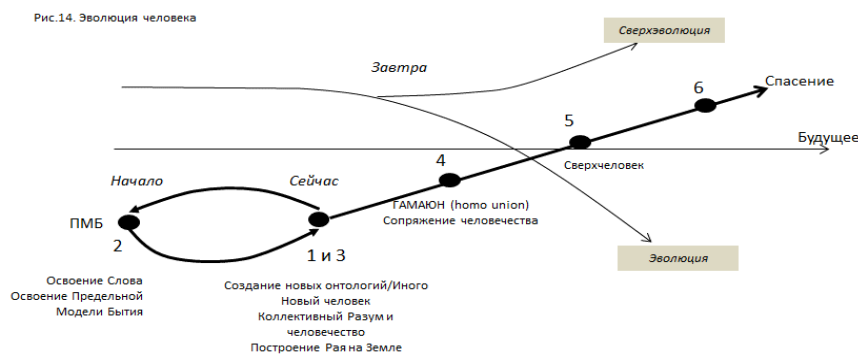 Рис.14. Эволюция человека
Сверхэволюция
Завтра
Спасение
6
5
Будущее
Сверхчеловек
4
Начало
Сейчас
ГАМАЮН (homo union)
Сопряжение человечества
ПМБ
2
1 и 3
Эволюция
Освоение Слова
Освоение Предельной
Модели Бытия
Создание новых онтологий/Иного
Новый человек
Коллективный Разум и
человечество
Построение Рая на Земле